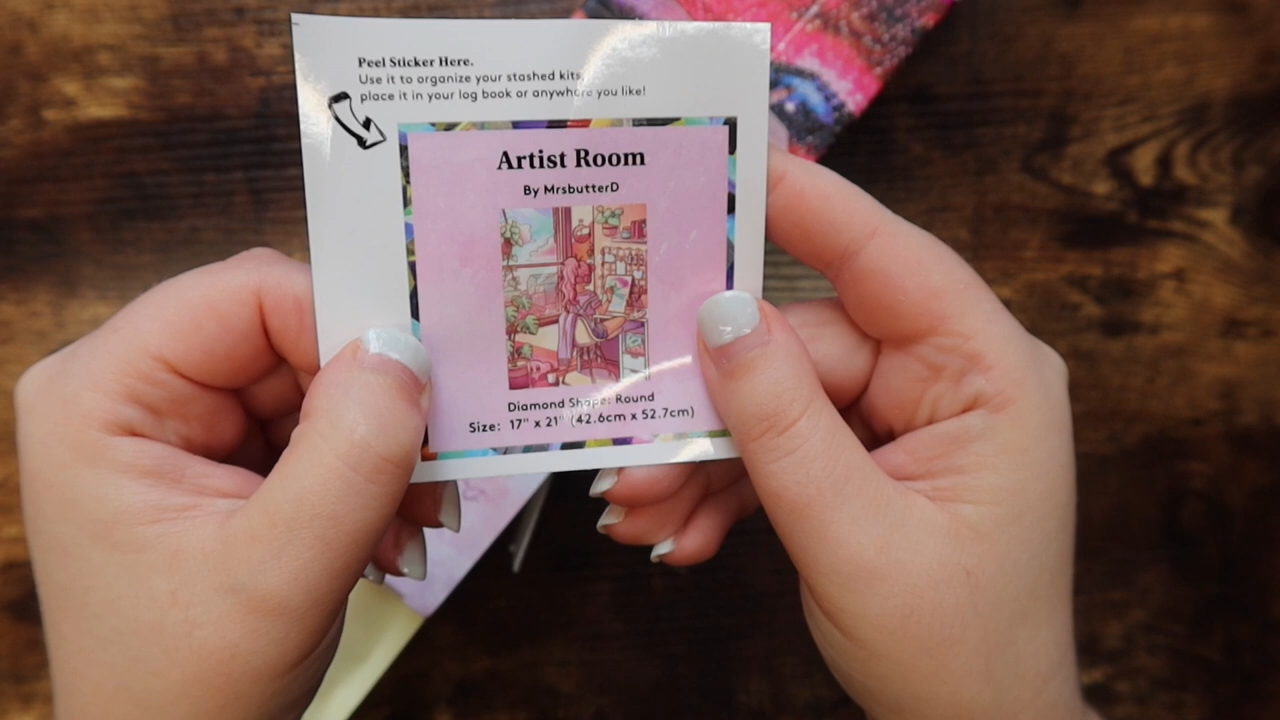 Peel Sticker Here.
Use it to organize your stashed kits,
place it in your log book or anywhere you like!
Artist Room
By MrsbutterD
Diamond Shape: Round
Size: 17" x 21" (42.6cm x 52.7cm)